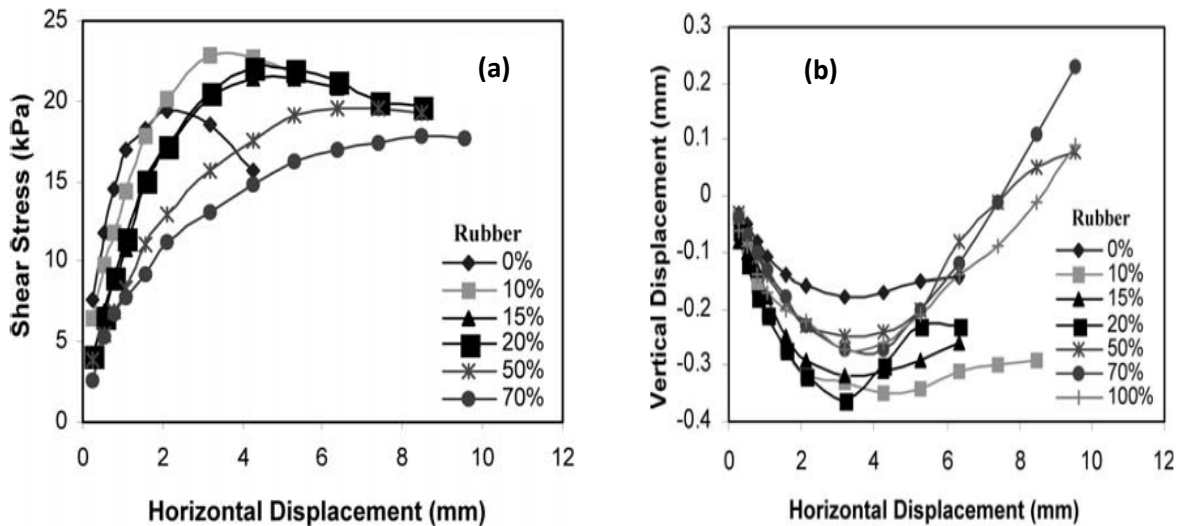 (a)
Shear Stress (kPa)
25
20
15
10
5
0
0 2 4 6 8 10 12
Horizontal Displacement (mm)
Rubber
0%
10%
15%
20%
50%
70%
(b)
Vertical Displacement (mm)
0.3
0.2
0.1
0
-0.1
-0.2
-0.3
-0.4
0 2 4 6 8 10 12
Horizontal Displacement (mm)
Rubber
0%
10%
15%
20%
50%
70%
100%